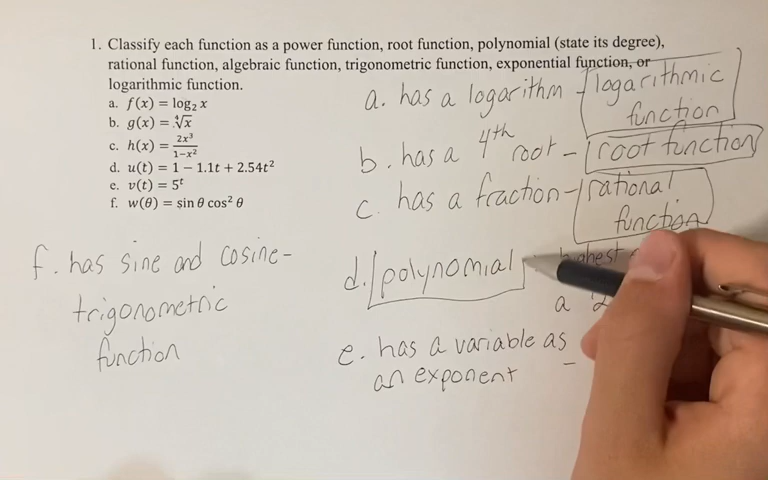 1. Classify each function as a power function, root function, polynomial (state its degree),
rational function, algebraic function, trigonometric function, exponential function, or
logarithmic function.
a. f(x) = log₂ x
b. g(x) = ∜x
c. h(x) = 2x³/1−x²
d. u(t) = 1 − 1.1t + 2.54t²
e. v(t) = 5ᵗ
f. w(θ) = sin θ cos² θ
a. has a logarithm - logarithmic
function
b. has a 4th root - root function
c. has a fraction - rational
function
d. polynomial highest
a 2
e. has a variable as
an exponent -
f. has sine and cosine-
trigonometric
function